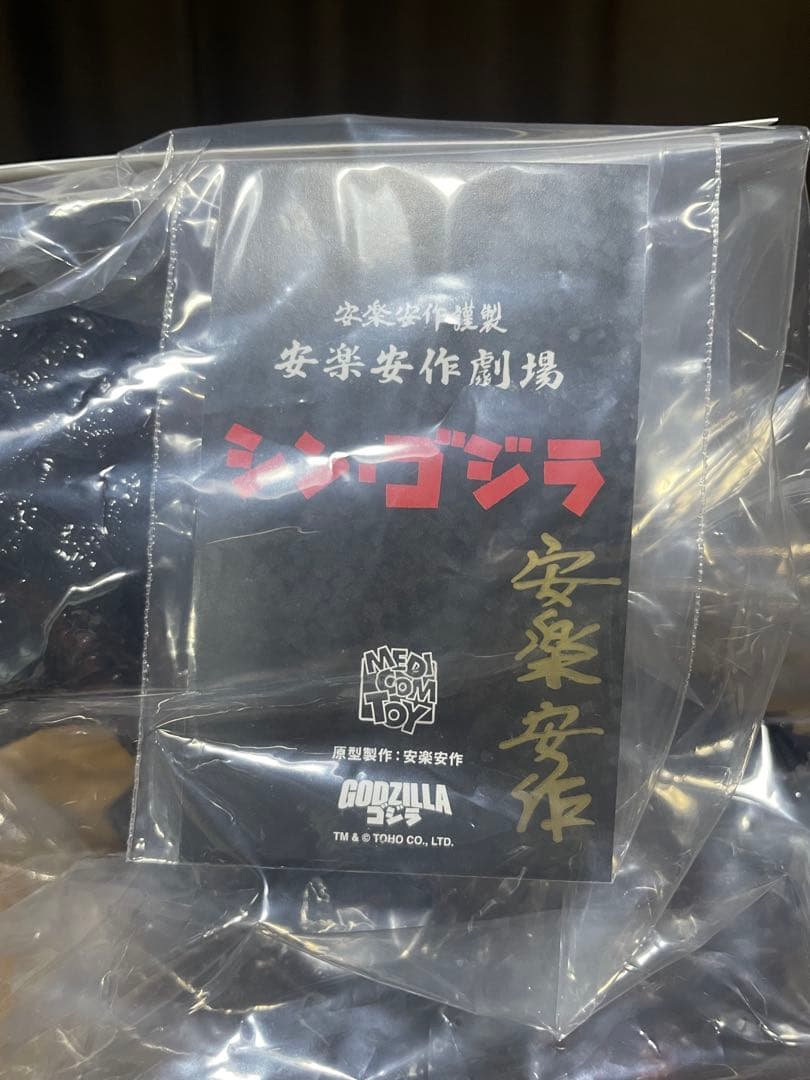 安楽安作謹製
安楽安作劇場
シン・ゴジラ
安楽安作
MEDI
COM
TOY
原型製作：安楽安作
GODZILLA
ゴジラ
TM & © TOHO CO., LTD.